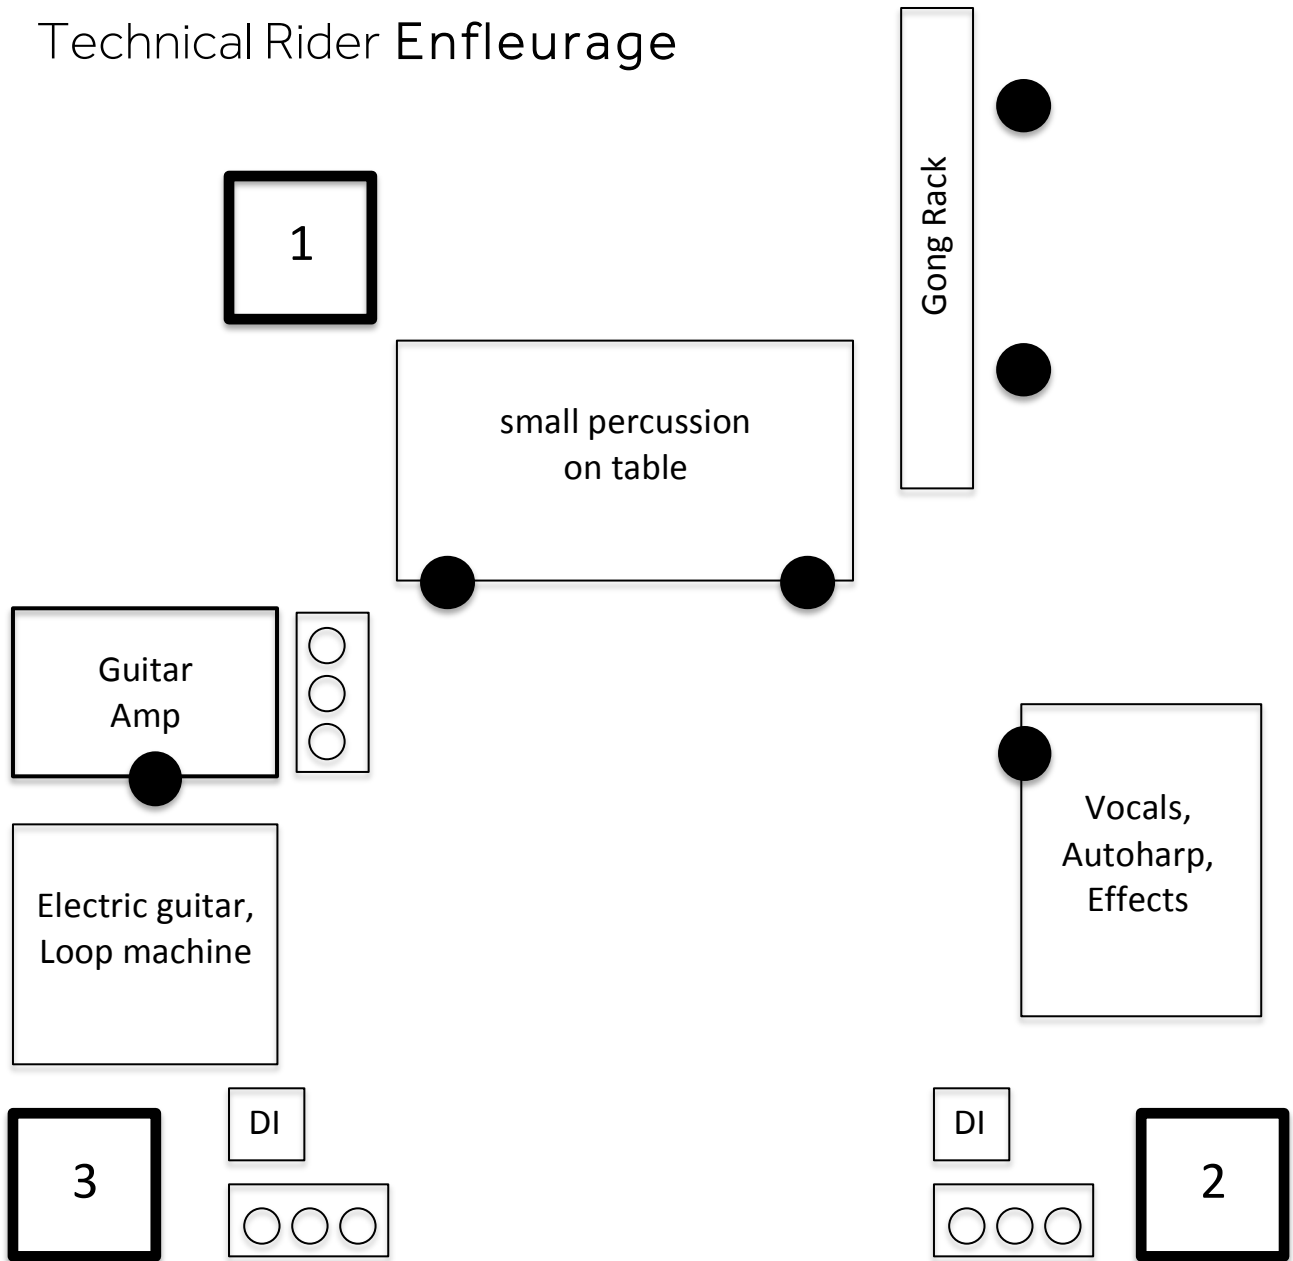 Technical Rider Enfleurage
Gong Rack
1
small percussion
on table
Guitar
Amp
Vocals,
Autoharp,
Effects
Electric guitar,
Loop machine
DI
DI
3
2